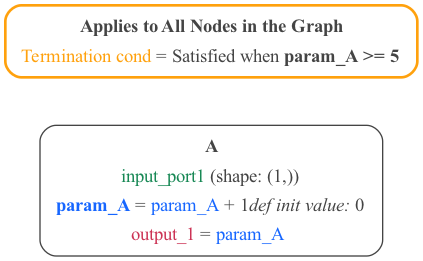 Applies to All Nodes in the Graph
Termination cond = Satisfied when param_A >= 5
A
input_port1 (shape: (1,))
param_A = param_A + 1def init value: 0
output_1 = param_A